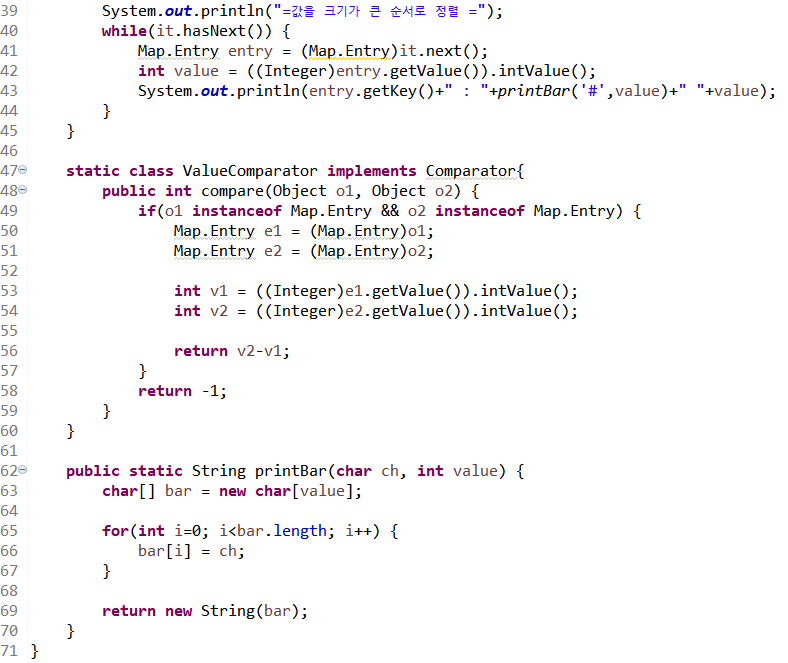 39 System.out.println("=값을 크기가 큰 순서로 정렬 =");
40 while(it.hasNext()) {
41 Map.Entry entry = (Map.Entry)it.next();
42 int value = ((Integer)entry.getValue()).intValue();
43 System.out.println(entry.getKey()+" : "+printBar('#',value)+" "+value);
44 }
45 }
46
47 static class ValueComparator implements Comparator{
48 public int compare(Object o1, Object o2) {
49 if(o1 instanceof Map.Entry && o2 instanceof Map.Entry) {
50 Map.Entry e1 = (Map.Entry)o1;
51 Map.Entry e2 = (Map.Entry)o2;
52
53 int v1 = ((Integer)e1.getValue()).intValue();
54 int v2 = ((Integer)e2.getValue()).intValue();
55
56 return v2-v1;
57 }
58 return -1;
59 }
60 }
61
62 public static String printBar(char ch, int value) {
63 char[] bar = new char[value];
64
65 for(int i=0; i<bar.length; i++) {
66 bar[i] = ch;
67 }
68
69 return new String(bar);
70 }
71 }